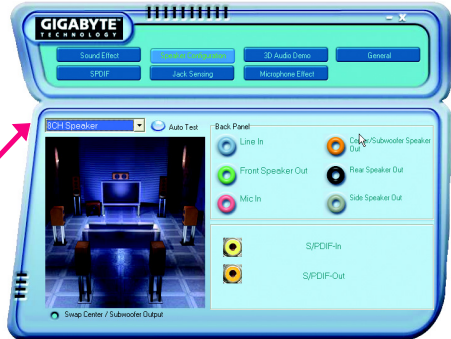 GIGABYTE™
TECHNOLOGY
Sound Effect
Speaker Configuration
3D Audio Demo
General
SPDIF
Jack Sensing
Microphone Effect
8CH Speaker
Auto Test
Back Panel
Line In
Center/Subwoofer Speaker
Out
Front Speaker Out
Rear Speaker Out
Mic In
Side Speaker Out
S/PDIF-In
S/PDIF-Out
Swap Center / Subwoofer Output